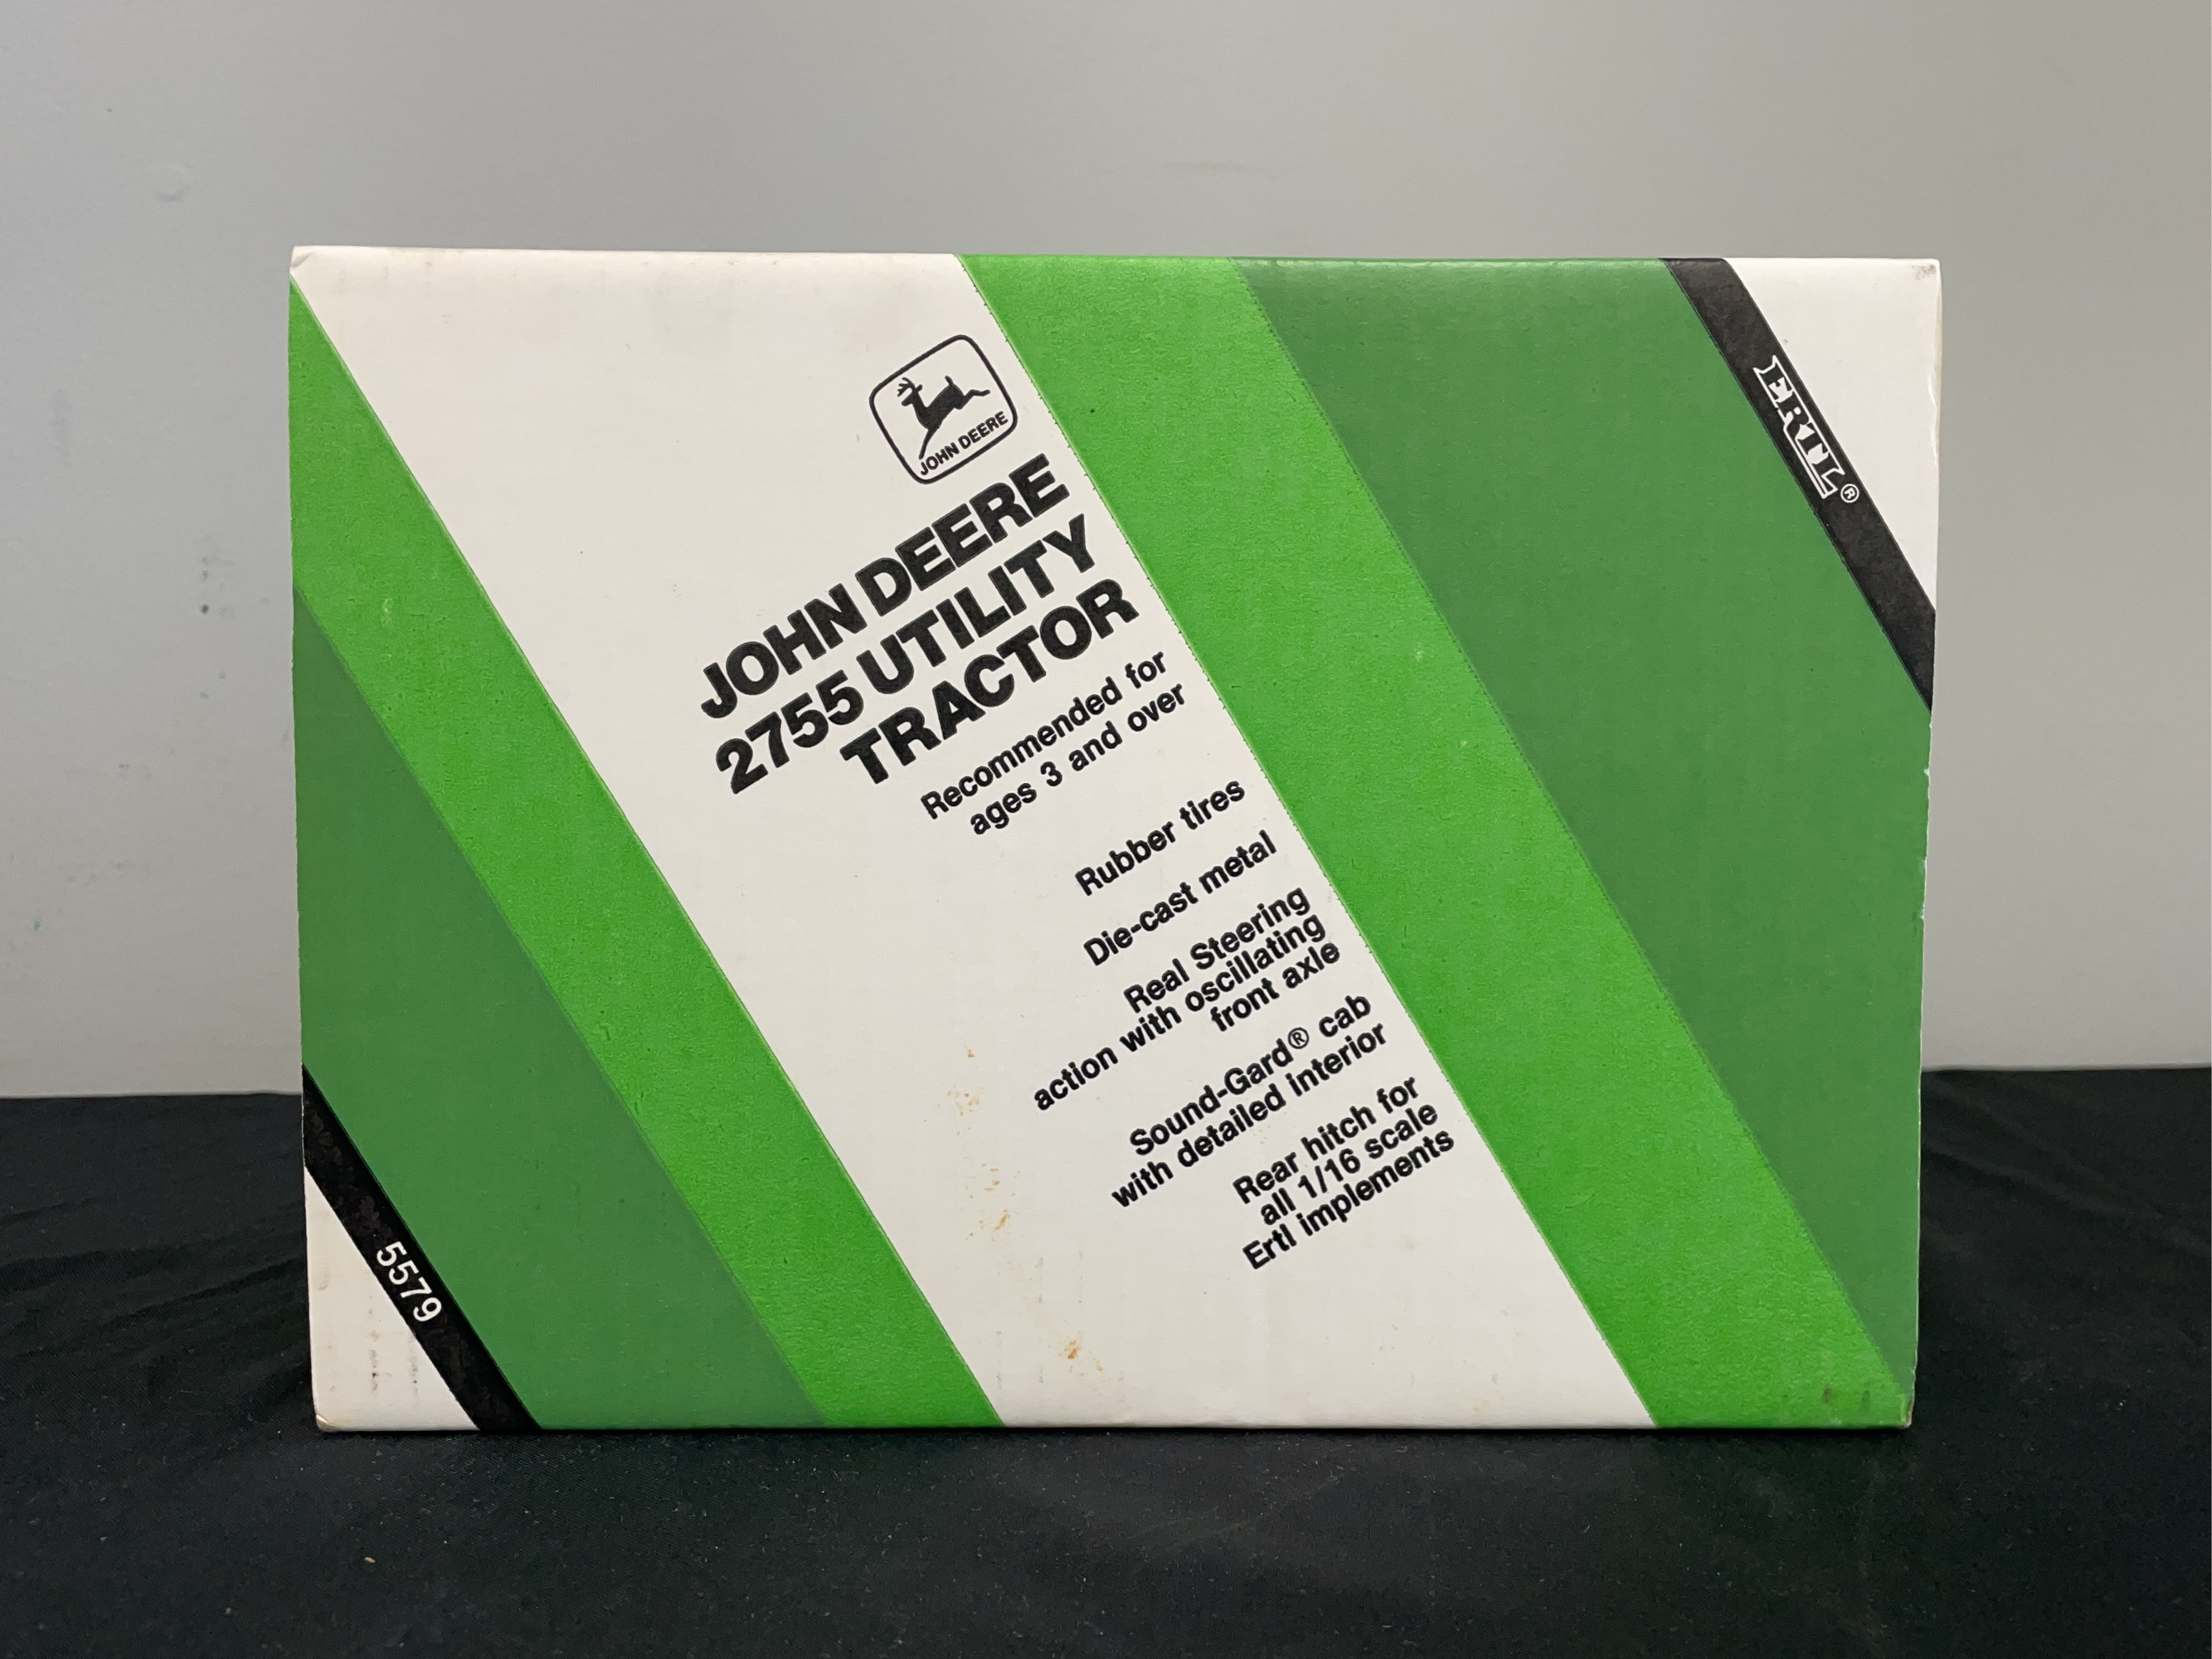 JOHN DEERE
JOHN DEERE
2755 UTILITY
TRACTOR
Recommended for
ages 3 and over
Rubber tires
Die-cast metal
Real Steering
action with oscillating
front axle
Sound-Gard® cab
with detailed interior
Rear hitch for
all 1/16 scale
Ertl implements
ERTL®
5579